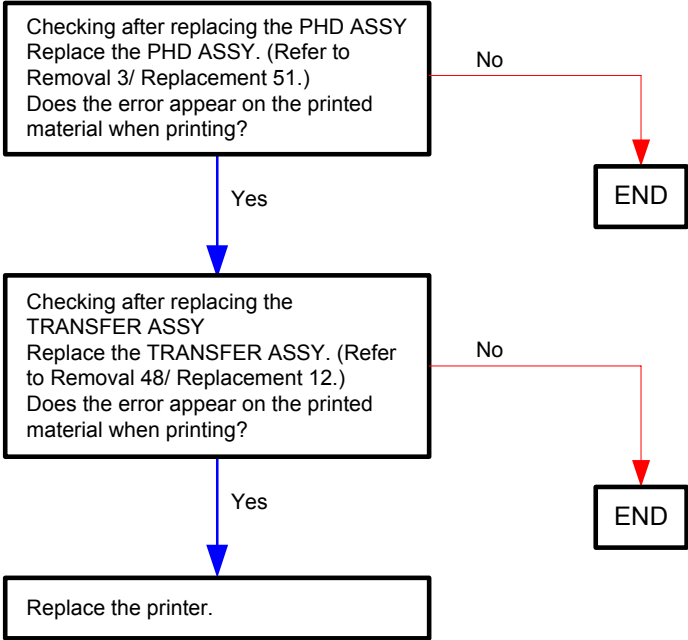 Checking after replacing the PHD ASSY
Replace the PHD ASSY. (Refer to
Removal 3/ Replacement 51.)
Does the error appear on the printed
material when printing?
No
END
Yes
Checking after replacing the
TRANSFER ASSY
Replace the TRANSFER ASSY. (Refer
to Removal 48/ Replacement 12.)
Does the error appear on the printed
material when printing?
No
END
Yes
Replace the printer.